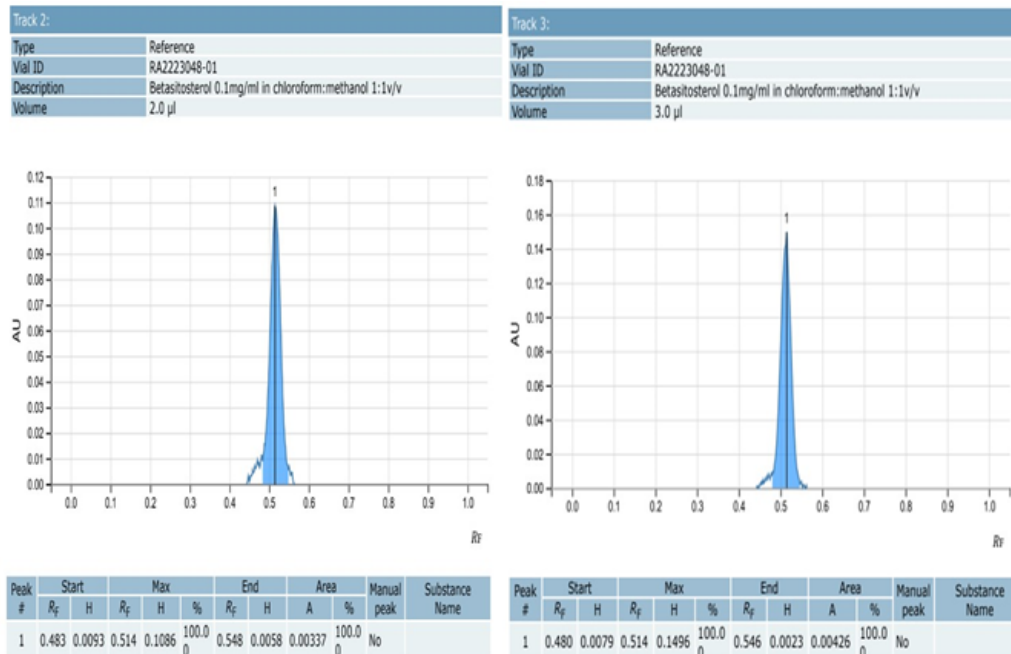 Track 2:
Type Reference
Vial ID RA2223048-01
Description Betasitosterol 0.1mg/ml in chloroform:methanol 1:1v/v
Volume 2.0 µl
0.12
0.11
0.10
0.09
0.08
0.07
0.06
0.05
0.04
0.03
0.02
0.01
0.00
AU
1
0.0 0.1 0.2 0.3 0.4 0.5 0.6 0.7 0.8 0.9 1.0
RF
Peak Start Max End Area Manual Substance
# RF H RF H % RF H A % peak Name
1 0.483 0.0093 0.514 0.1086 100.0 0.548 0.0058 0.00337 100.0 No
0 0
Track 3:
Type Reference
Vial ID RA2223048-01
Description Betasitosterol 0.1mg/ml in chloroform:methanol 1:1v/v
Volume 3.0 µl
0.18
0.16
0.14
0.12
0.10
0.08
0.06
0.04
0.02
0.00
AU
1
0.0 0.1 0.2 0.3 0.4 0.5 0.6 0.7 0.8 0.9 1.0
RF
Peak Start Max End Area Manual Substance
# RF H RF H % RF H A % peak Name
1 0.480 0.0079 0.514 0.1496 100.0 0.546 0.0023 0.00426 100.0 No
0 0